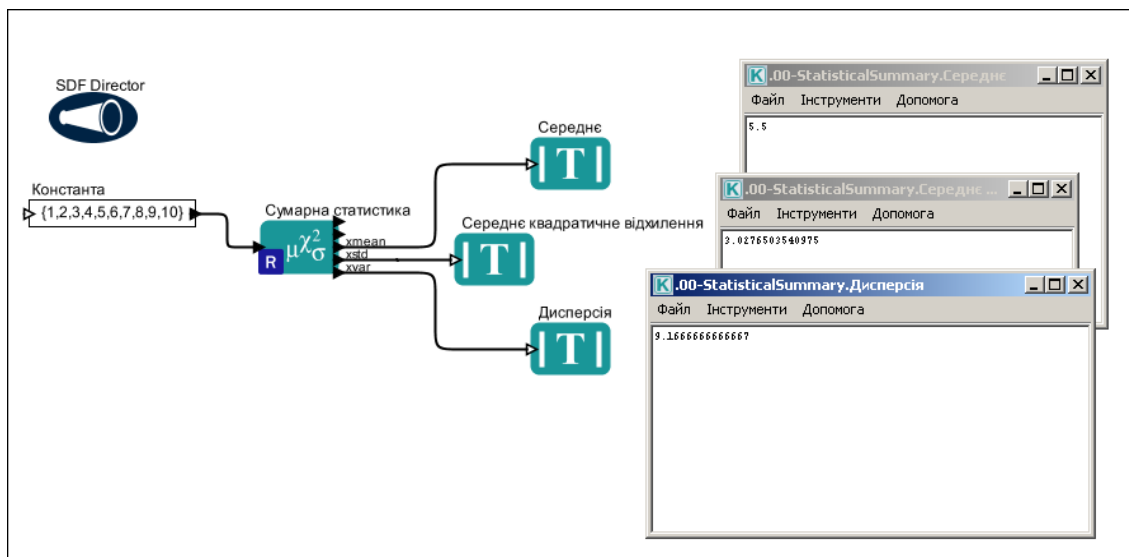 SDF Director
Константа
{1,2,3,4,5,6,7,8,9,10}
Сумарна статистика
μχ²σ
R
xmean
xstd
xvar
Середнє
T
Середнє квадратичне відхилення
T
Дисперсія
T
K .00-StatisticalSummary.Середнє
Файл Інструменти Допомога
5.5
K .00-StatisticalSummary.Середнє ...
Файл Інструменти Допомога
3.0276503540975
K .00-StatisticalSummary.Дисперсія
Файл Інструменти Допомога
9.1666666666667